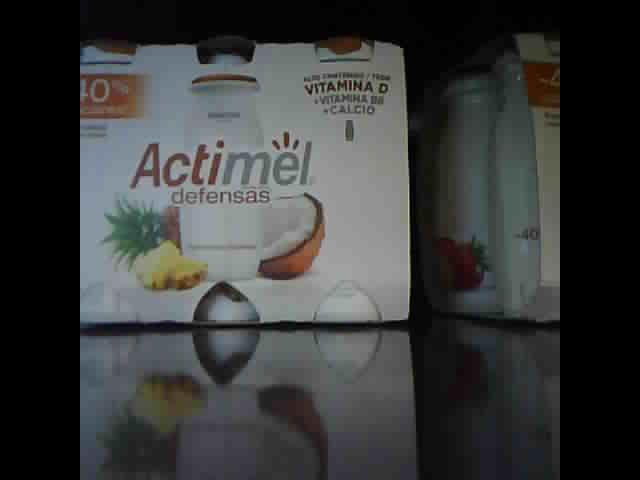 40%
ALTO CONTENIDO / TEOR
VITAMINA D
+VITAMINA B6
+CALCIO
Actimel
defensas
-40